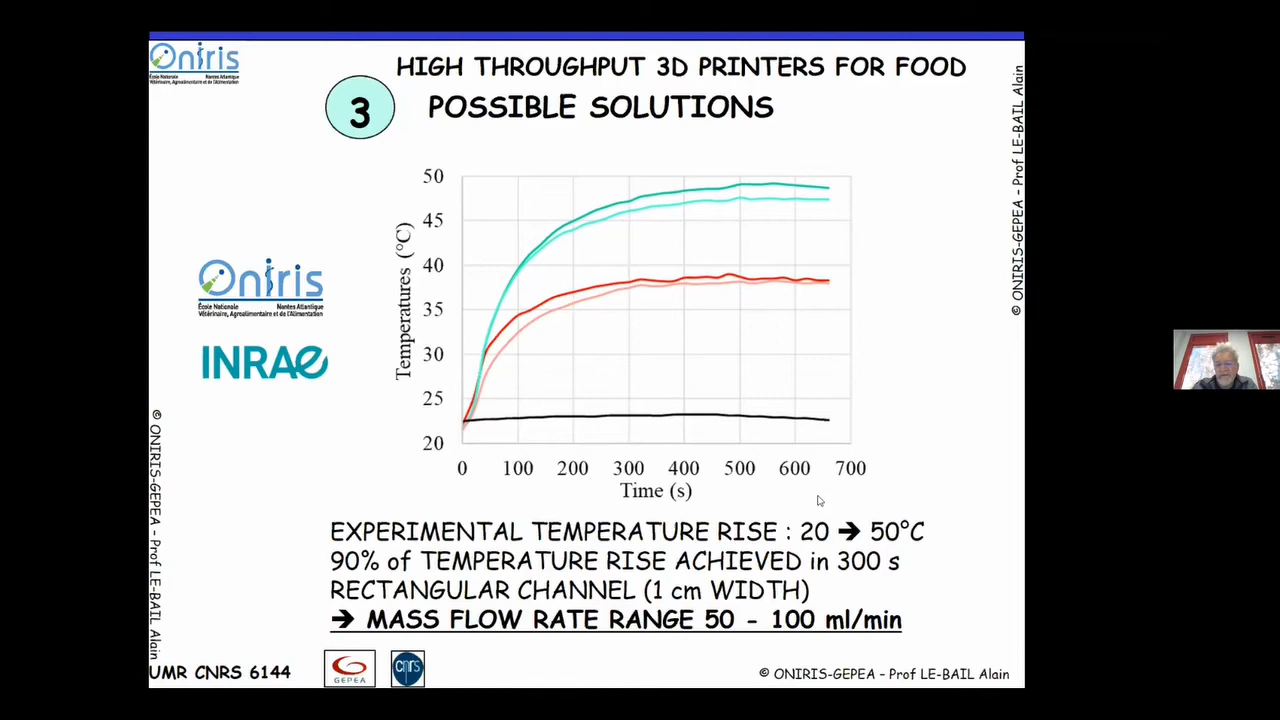 Oniris
École Nationale Nantes Atlantique
Vétérinaire, Agroalimentaire et de l'Alimentation
HIGH THROUGHPUT 3D PRINTERS FOR FOOD
3
POSSIBLE SOLUTIONS
© ONIRIS-GEPEA - Prof LE-BAIL Alain
Oniris
École Nationale Nantes Atlantique
Vétérinaire, Agroalimentaire et de l'Alimentation
INRAE
Temperatures (°C)
50
45
40
35
30
25
20
0 100 200 300 400 500 600 700
Time (s)
EXPERIMENTAL TEMPERATURE RISE : 20 → 50°C
90% of TEMPERATURE RISE ACHIEVED in 300 s
RECTANGULAR CHANNEL (1 cm WIDTH)
→ MASS FLOW RATE RANGE 50 - 100 ml/min
© ONIRIS-GEPEA - Prof LE-BAIL Alain
UMR CNRS 6144
GEPEA
cnrs
© ONIRIS-GEPEA - Prof LE-BAIL Alain